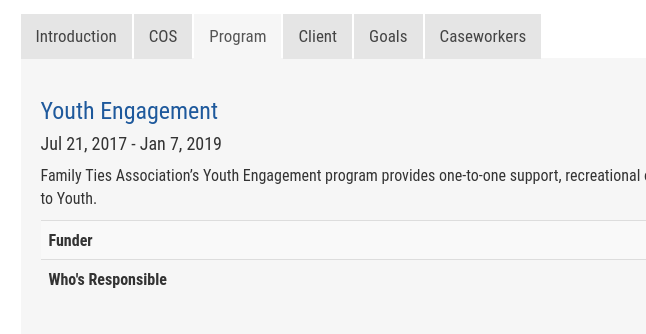 Introduction COS Program Client Goals Caseworkers
Youth Engagement
Jul 21, 2017 - Jan 7, 2019
Family Ties Association's Youth Engagement program provides one-to-one support, recreational
to Youth.
Funder
Who's Responsible